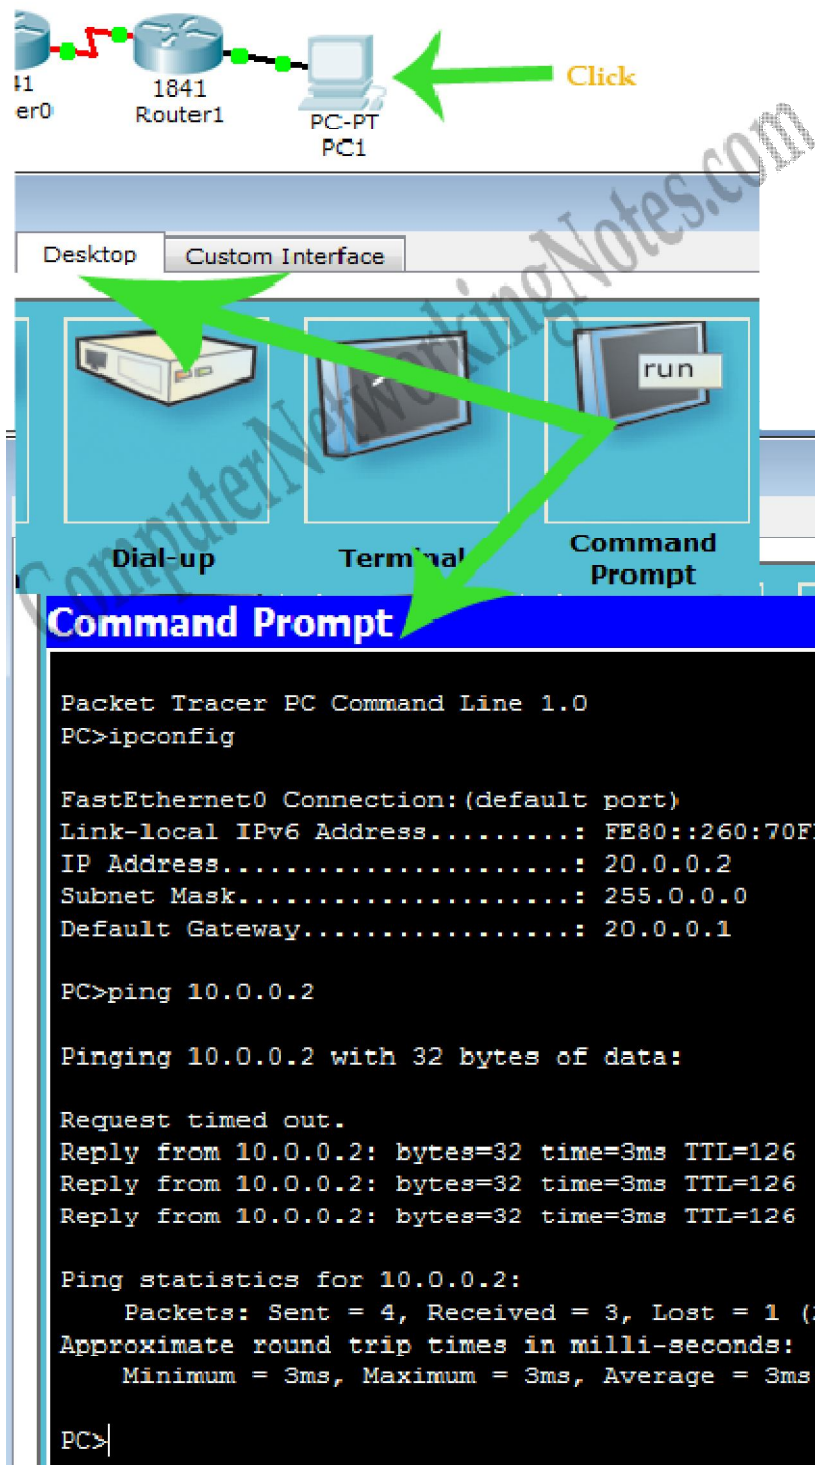 41
er0
1841
Router1
PC-PT
PC1
Click
Desktop
Custom Interface
run
Dial-up
Terminal
Command
Prompt
ComputerNetworkingNotes.com
Command Prompt
Packet Tracer PC Command Line 1.0
PC>ipconfig
FastEthernet0 Connection:(default port)
Link-local IPv6 Address.........: FE80::260:70F
IP Address......................: 20.0.0.2
Subnet Mask.....................: 255.0.0.0
Default Gateway.................: 20.0.0.1
PC>ping 10.0.0.2
Pinging 10.0.0.2 with 32 bytes of data:
Request timed out.
Reply from 10.0.0.2: bytes=32 time=3ms TTL=126
Reply from 10.0.0.2: bytes=32 time=3ms TTL=126
Reply from 10.0.0.2: bytes=32 time=3ms TTL=126
Ping statistics for 10.0.0.2:
Packets: Sent = 4, Received = 3, Lost = 1 (
Approximate round trip times in milli-seconds:
Minimum = 3ms, Maximum = 3ms, Average = 3ms
PC>